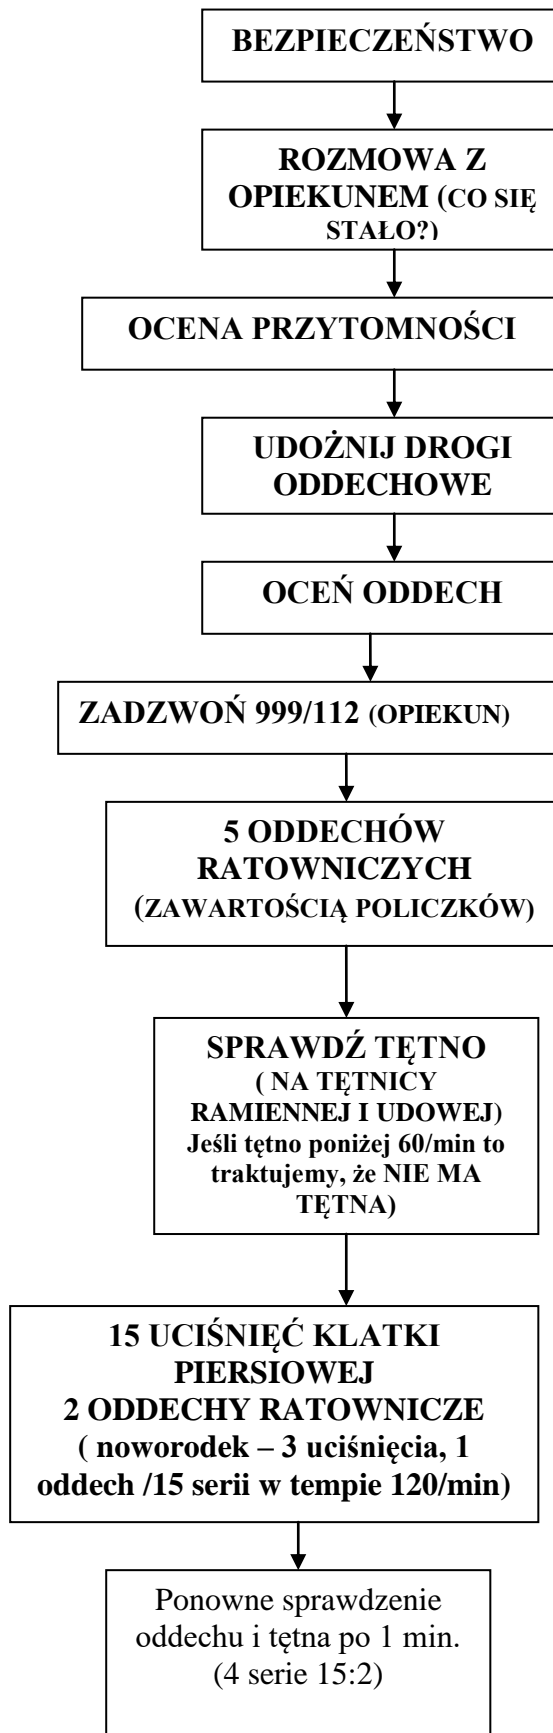 BEZPIECZEŃSTWO
ROZMOWA Z
OPIEKUNEM (CO SIĘ
STAŁO?)
OCENA PRZYTOMNOŚCI
UDOŻNIJ DROGI
ODDECHOWE
OCEŃ ODDECH
ZADZWOŃ 999/112 (OPIEKUN)
5 ODDECHÓW
RATOWNICZYCH
(ZAWARTOŚCIĄ POLICZKÓW)
SPRAWDŹ TĘTNO
( NA TĘTNICY
RAMIENNEJ I UDOWEJ)
Jeśli tętno poniżej 60/min to
traktujemy, że NIE MA
TĘTNA)
15 UCIŚNIĘĆ KLATKI
PIERSIOWEJ
2 ODDECHY RATOWNICZE
( noworodek – 3 uciśnięcia, 1
oddech /15 serii w tempie 120/min)
Ponowne sprawdzenie
oddechu i tętna po 1 min.
(4 serie 15:2)